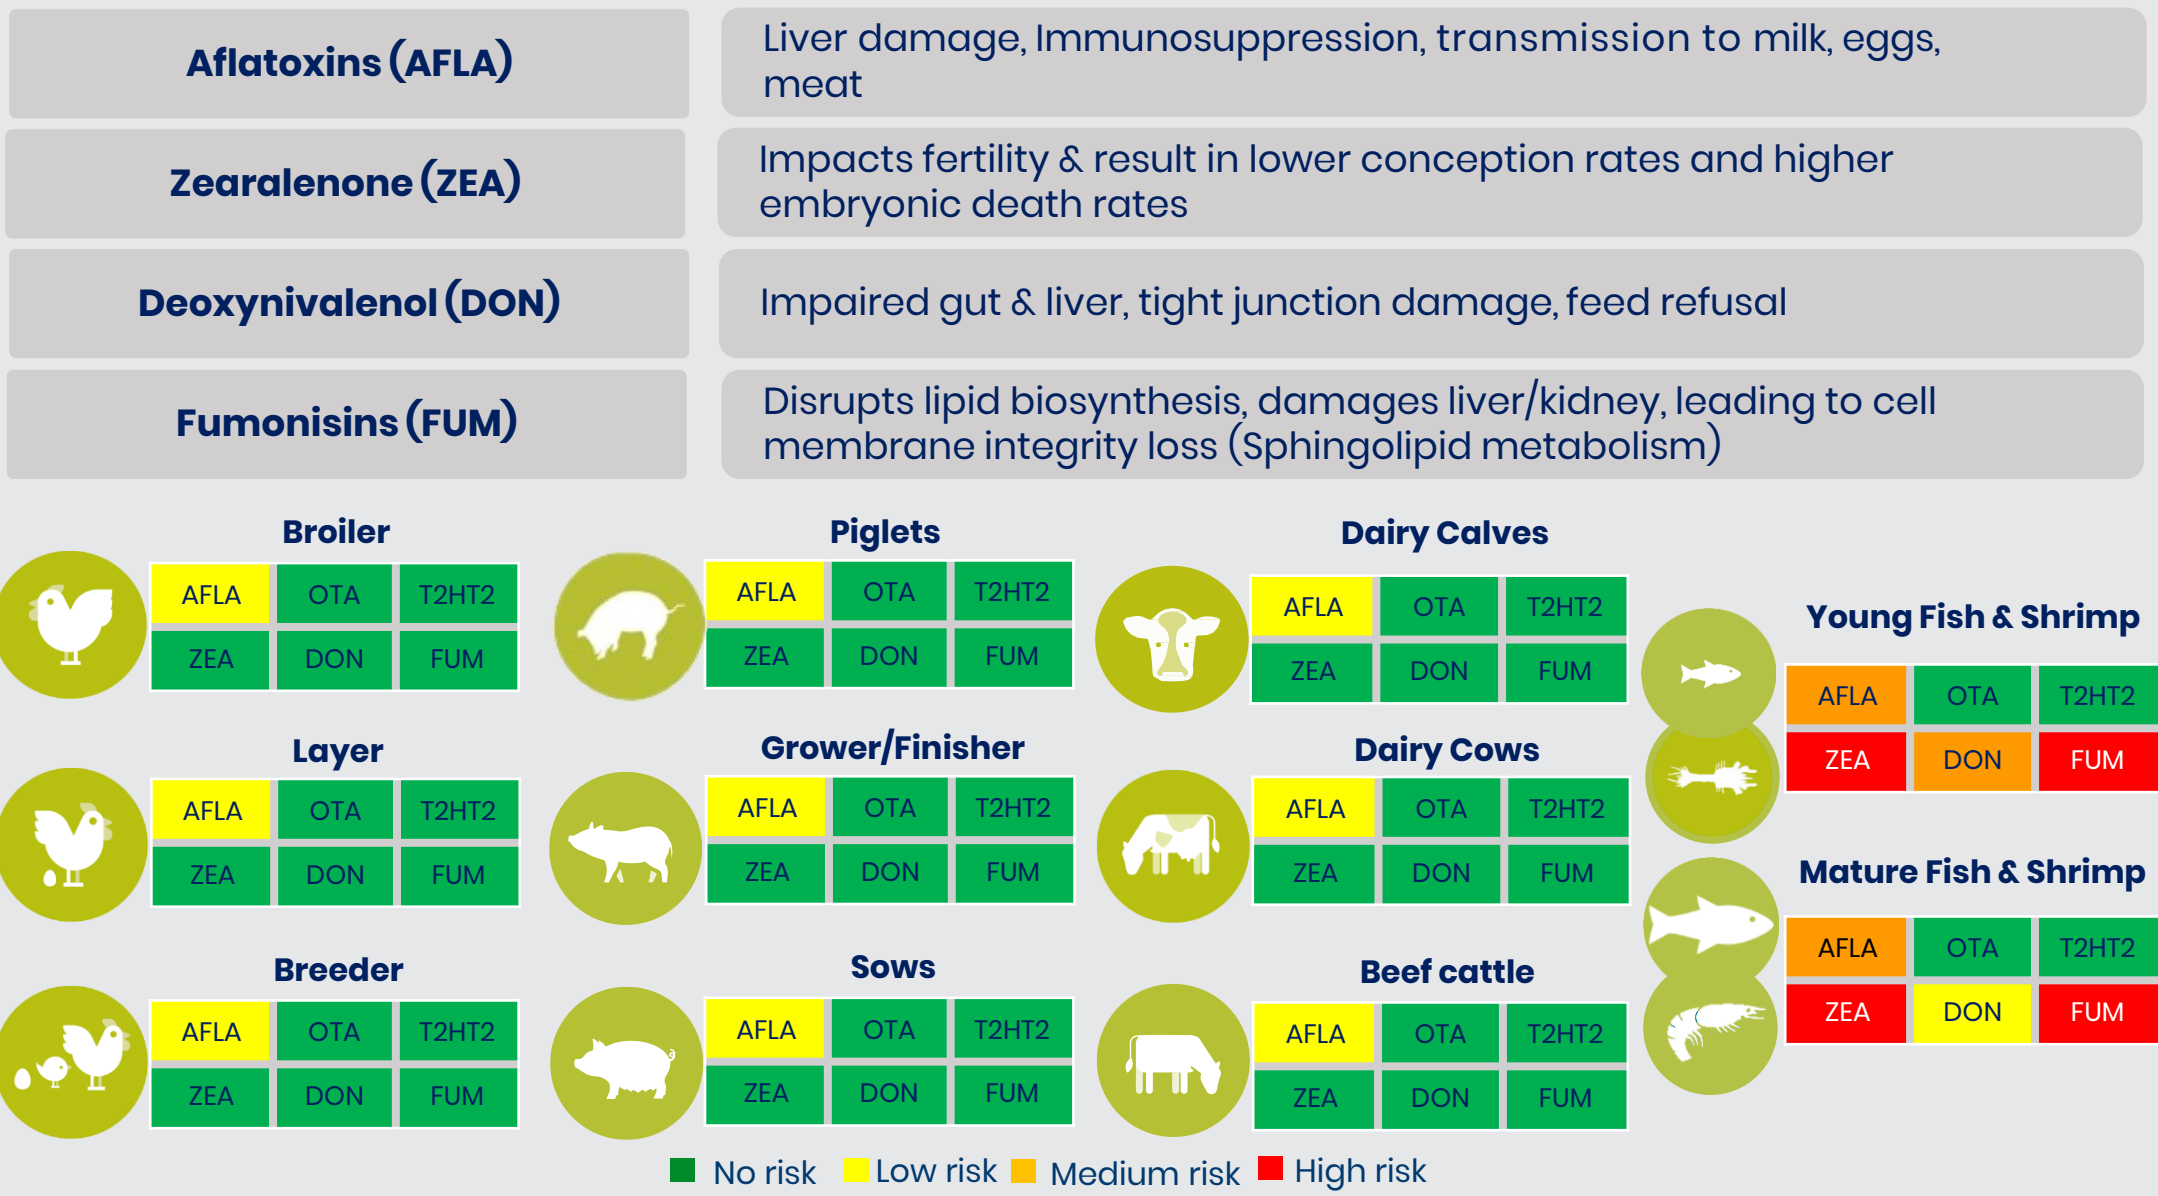 Aflatoxins (AFLA)
Liver damage, Immunosuppression, transmission to milk, eggs,
meat
Zearalenone (ZEA)
Impacts fertility & result in lower conception rates and higher
embryonic death rates
Deoxynivalenol (DON)
Impaired gut & liver, tight junction damage, feed refusal
Fumonisins (FUM)
Disrupts lipid biosynthesis, damages liver/kidney, leading to cell
membrane integrity loss (Sphingolipid metabolism)
Broiler
AFLA OTA T2HT2
ZEA DON FUM
Layer
AFLA OTA T2HT2
ZEA DON FUM
Breeder
AFLA OTA T2HT2
ZEA DON FUM
Piglets
AFLA OTA T2HT2
ZEA DON FUM
Grower/Finisher
AFLA OTA T2HT2
ZEA DON FUM
Sows
AFLA OTA T2HT2
ZEA DON FUM
Dairy Calves
AFLA OTA T2HT2
ZEA DON FUM
Dairy Cows
AFLA OTA T2HT2
ZEA DON FUM
Beef cattle
AFLA OTA T2HT2
ZEA DON FUM
Young Fish & Shrimp
AFLA OTA T2HT2
ZEA DON FUM
Mature Fish & Shrimp
AFLA OTA T2HT2
ZEA DON FUM
No risk Low risk Medium risk High risk